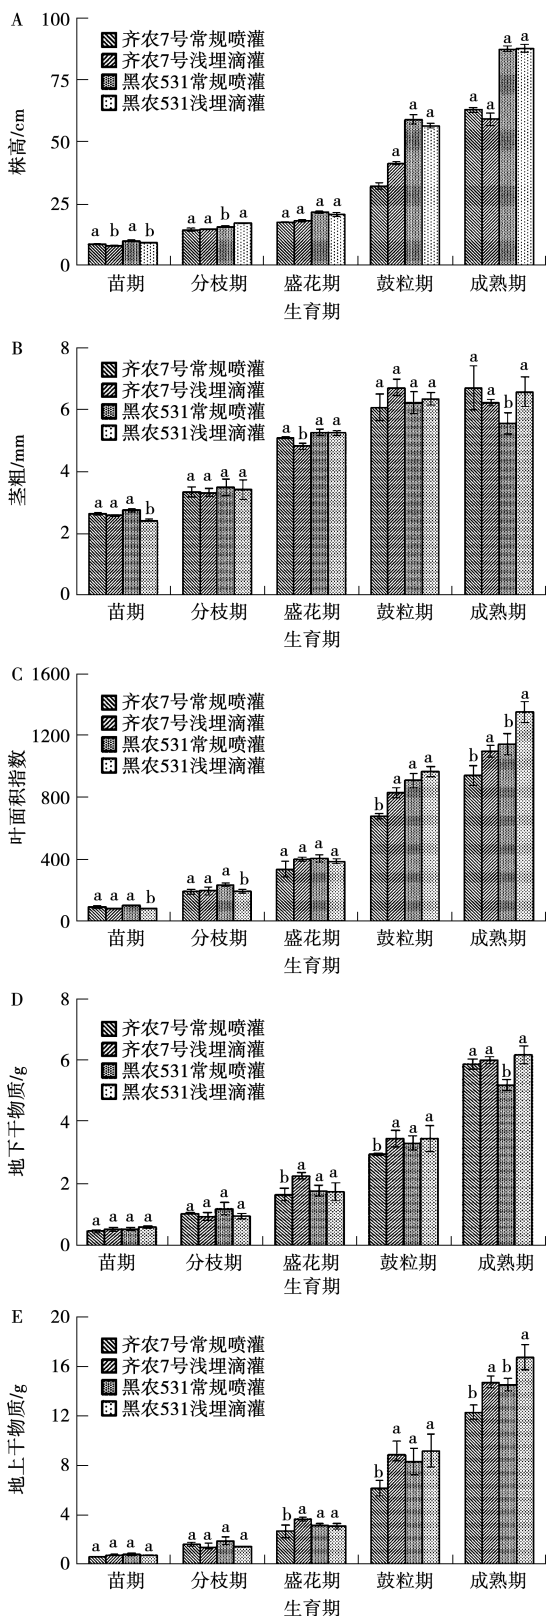 A
100
75
50
25
0
株高/cm
齐农7号常规喷灌
齐农7号浅埋滴灌
黑农531常规喷灌
黑农531浅埋滴灌
a b a b
a a b a
a a a a
a a a a
a a a a
苗期 分枝期 盛花期 鼓粒期 成熟期
生育期
B
8
6
4
2
0
茎粗/mm
齐农7号常规喷灌
齐农7号浅埋滴灌
黑农531常规喷灌
黑农531浅埋滴灌
a a a b
a a a a
a b a a
a a a a
a a b a
苗期 分枝期 盛花期 鼓粒期 成熟期
生育期
C
1600
1200
800
400
0
叶面积指数
齐农7号常规喷灌
齐农7号浅埋滴灌
黑农531常规喷灌
黑农531浅埋滴灌
a a a b
a a a b
a a a a
b a a a
b a b a
苗期 分枝期 盛花期 鼓粒期 成熟期
生育期
D
8
6
4
2
0
地下干物质/g
齐农7号常规喷灌
齐农7号浅埋滴灌
黑农531常规喷灌
黑农531浅埋滴灌
a a a a
a a a a
b a a a
b a a a
a a b a
苗期 分枝期 盛花期 鼓粒期 成熟期
生育期
E
20
16
12
8
4
0
地上干物质/g
齐农7号常规喷灌
齐农7号浅埋滴灌
黑农531常规喷灌
黑农531浅埋滴灌
a a a a
a a a a
b a a a
b a a a
b a b a
苗期 分枝期 盛花期 鼓粒期 成熟期
生育期